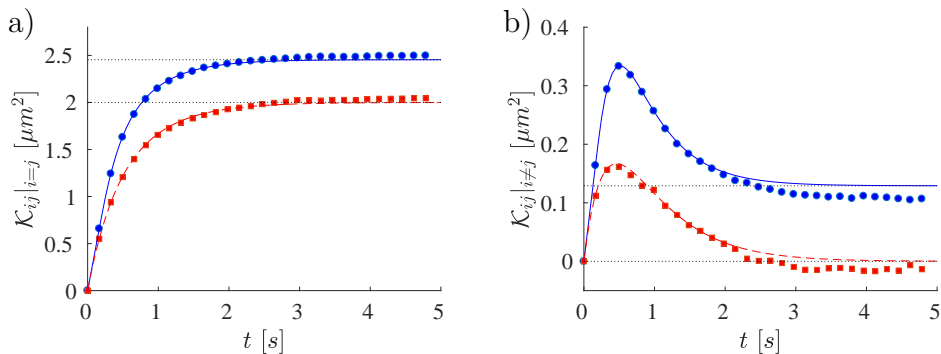 a)
𝒦ij|i=j [μm²]
2.5
2
1.5
1
0.5
0
0 1 2 3 4 5
t [s]
b)
𝒦ij|i≠j [μm²]
0.4
0.3
0.2
0.1
0
0 1 2 3 4 5
t [s]